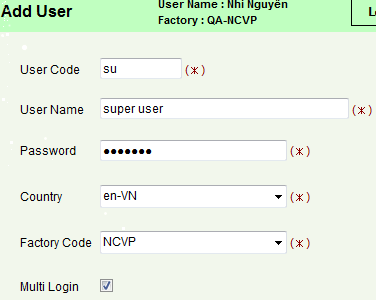 Add User
User Name : Nhi Nguyên
Factory : QA-NCVP
User Code su (*)
User Name super user (*)
Password ●●●●●●● (*)
Country en-VN (*)
Factory Code NCVP (*)
Multi Login